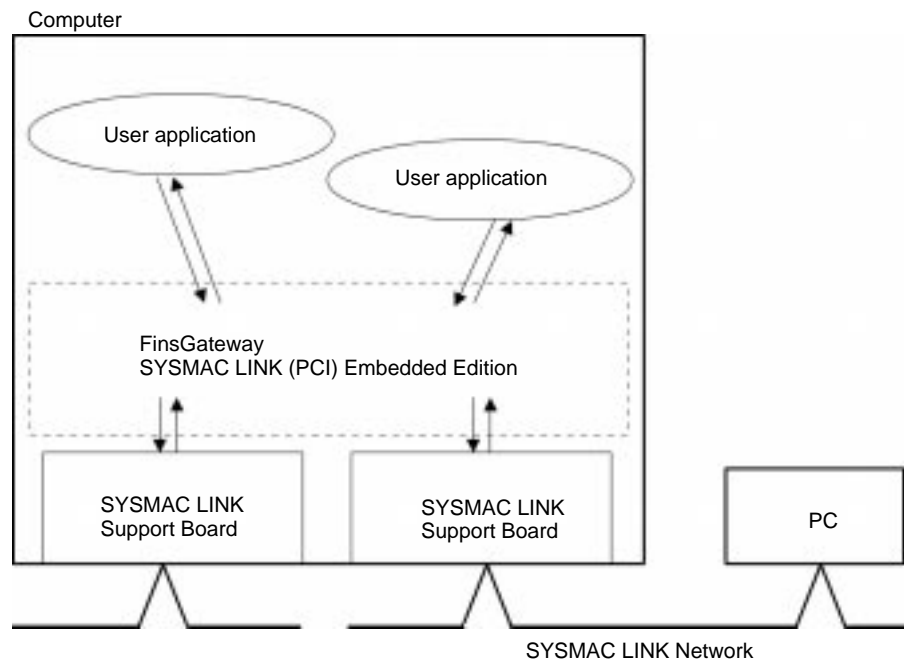 Computer
User application
User application
FinsGateway
SYSMAC LINK (PCI) Embedded Edition
SYSMAC LINK
Support Board
SYSMAC LINK
Support Board
PC
SYSMAC LINK Network